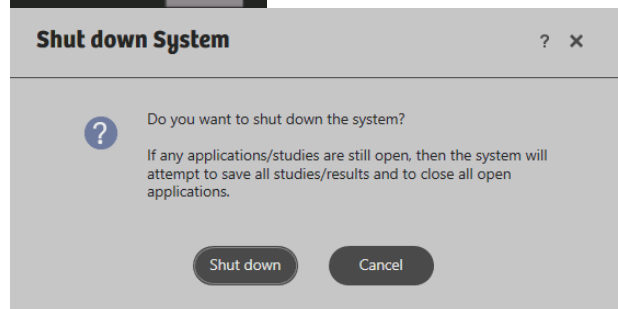 Shut down System
? ×
?
Do you want to shut down the system?
If any applications/studies are still open, then the system will
attempt to save all studies/results and to close all open
applications.
Shut down Cancel